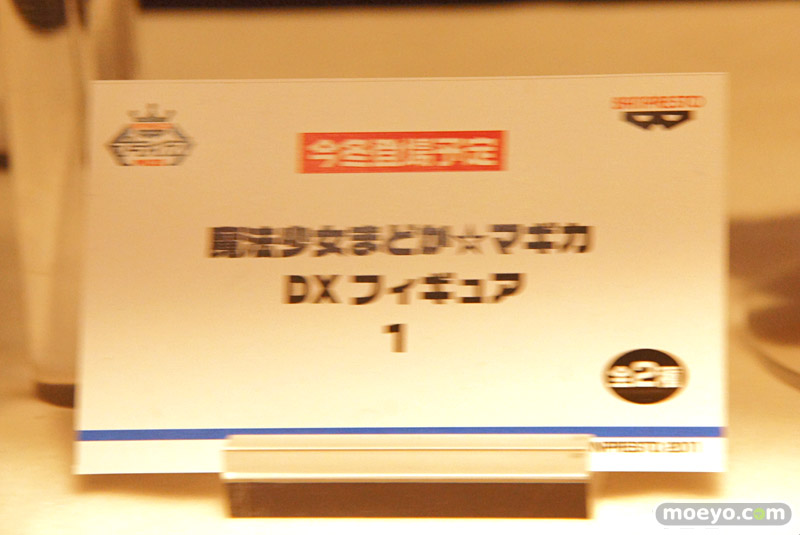 BANPRESTO
今冬登場予定
魔法少女まどか☆マギカ
DXフィギュア
1
全2種
moeyo.com